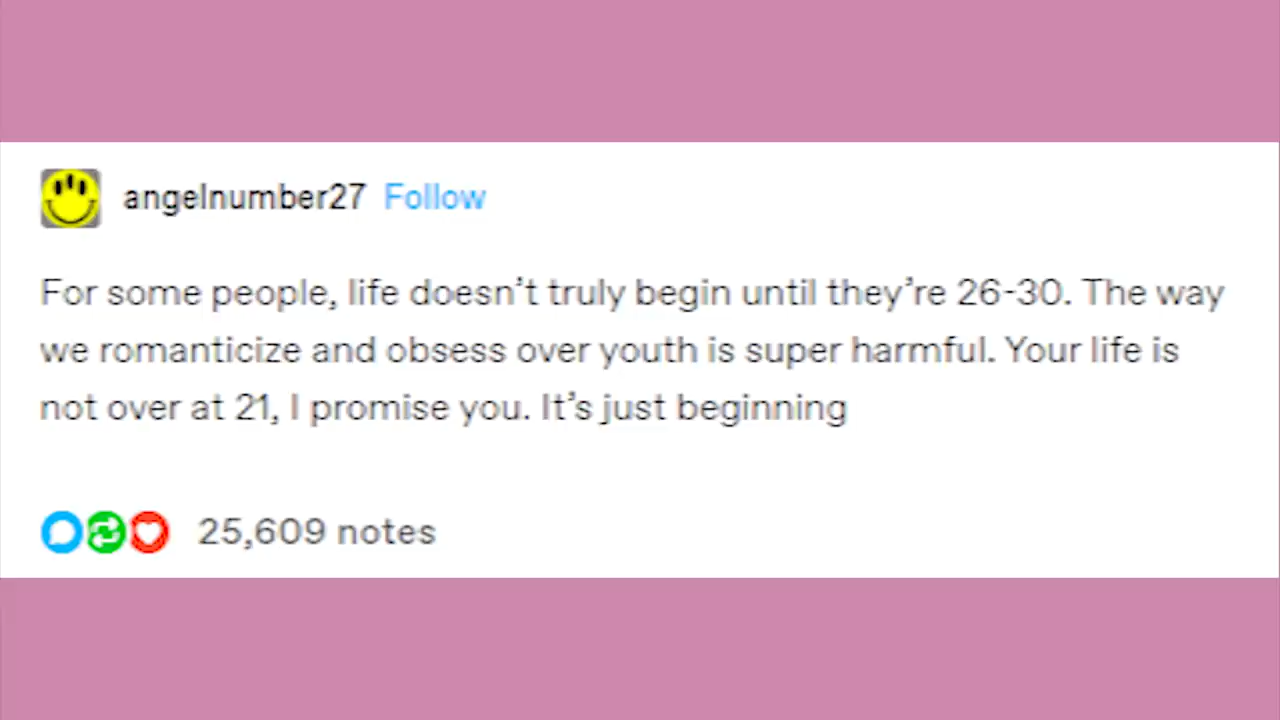 angelnumber27 Follow
For some people, life doesn’t truly begin until they’re 26-30. The way
we romanticize and obsess over youth is super harmful. Your life is
not over at 21, I promise you. It’s just beginning
25,609 notes